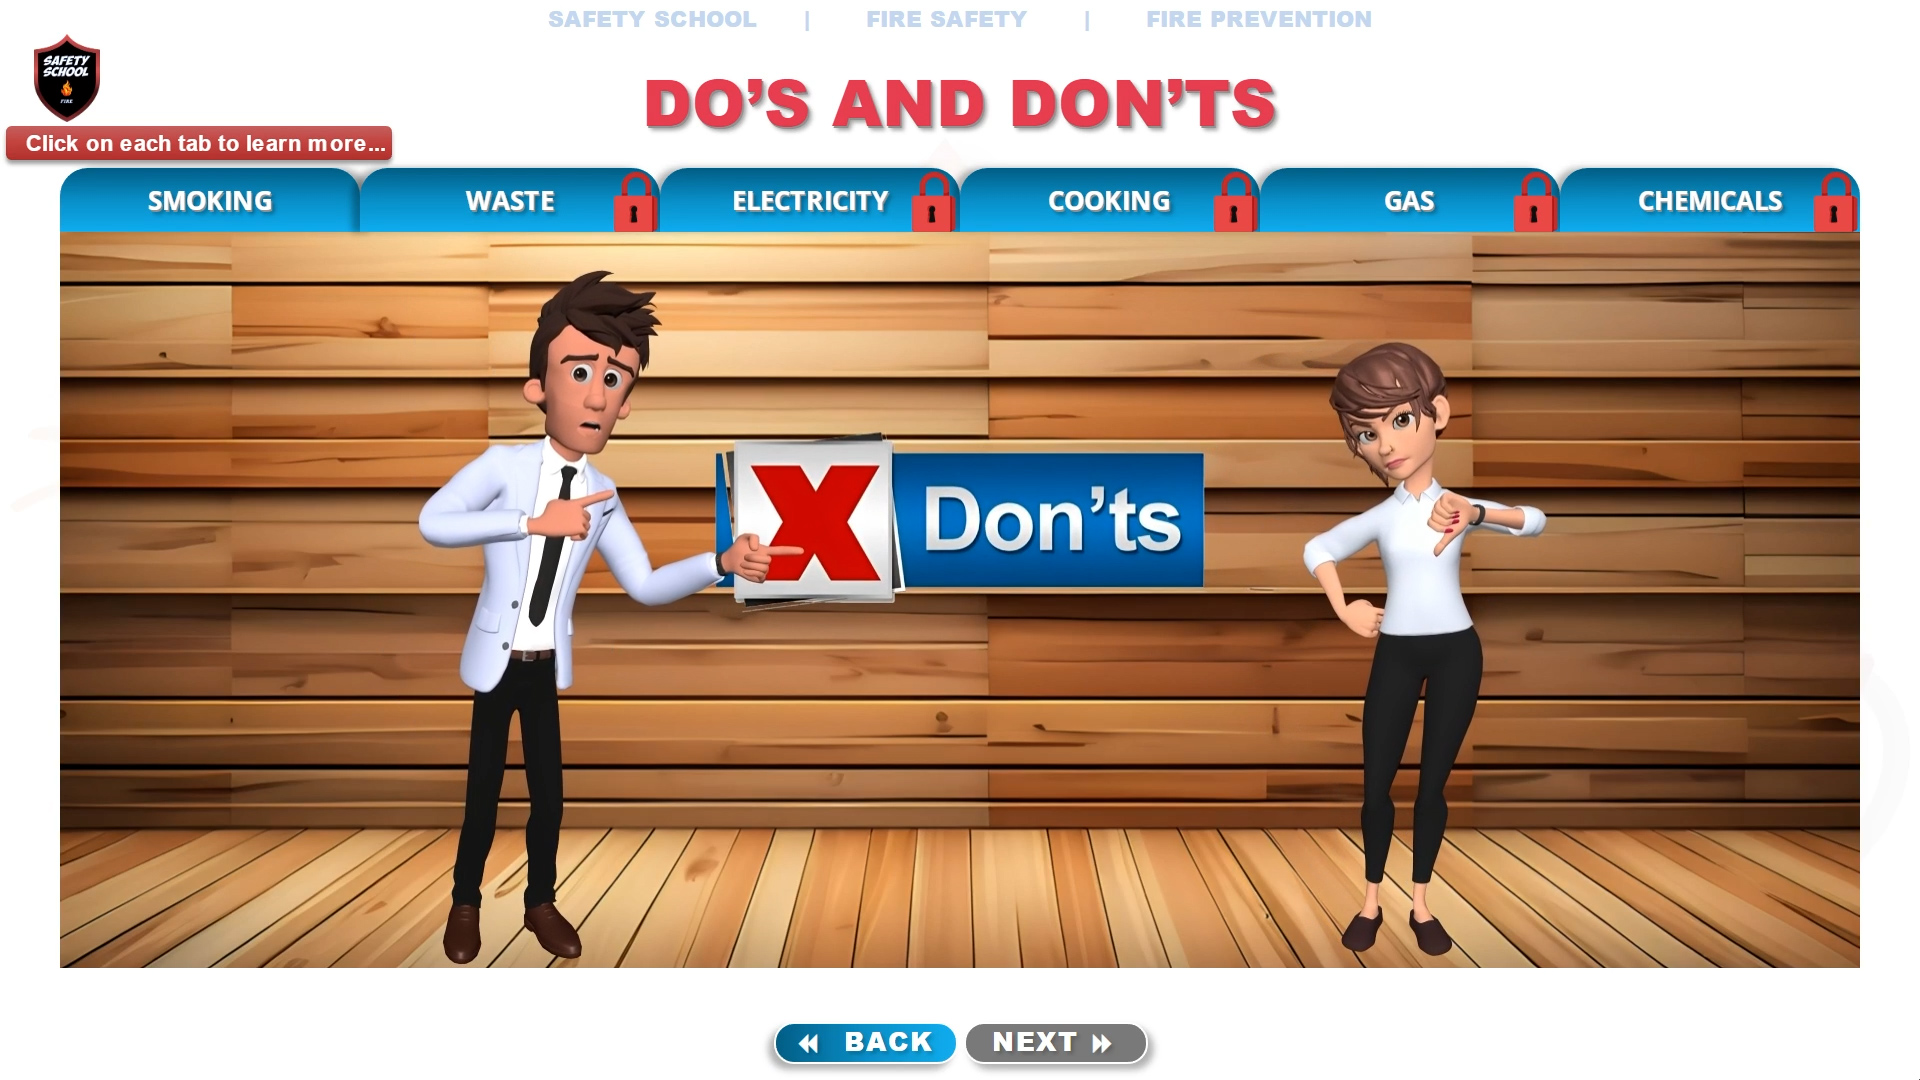 SAFETY SCHOOL | FIRE SAFETY | FIRE PREVENTION
SAFETY
SCHOOL
FIRE
DO’S AND DON’TS
Click on each tab to learn more...
SMOKING WASTE ELECTRICITY COOKING GAS CHEMICALS
X Don’ts
BACK NEXT